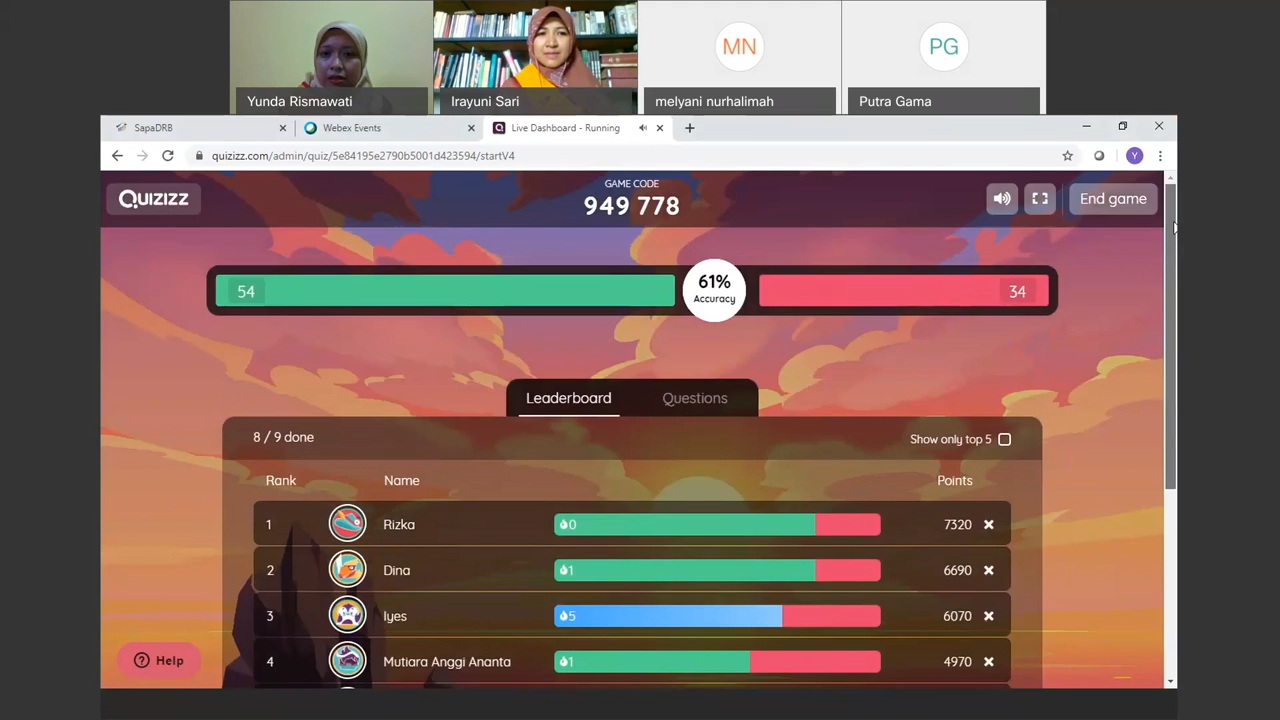 MN
PG
Yunda Rismawati
Irayuni Sari
melyani nurhalimah
Putra Gama
SapaDRB
Webex Events
Live Dashboard - Running
quizizz.com/admin/quiz/5e84195e2790b5001d423594/startV4
Y
QUIZIZZ
GAME CODE
949 778
End game
54
61%
Accuracy
34
Leaderboard
Questions
8 / 9 done
Show only top 5
Rank
Name
Points
1
Rizka
0
7320
2
Dina
1
6690
3
Iyes
5
6070
4
Mutiara Anggi Ananta
1
4970
Help